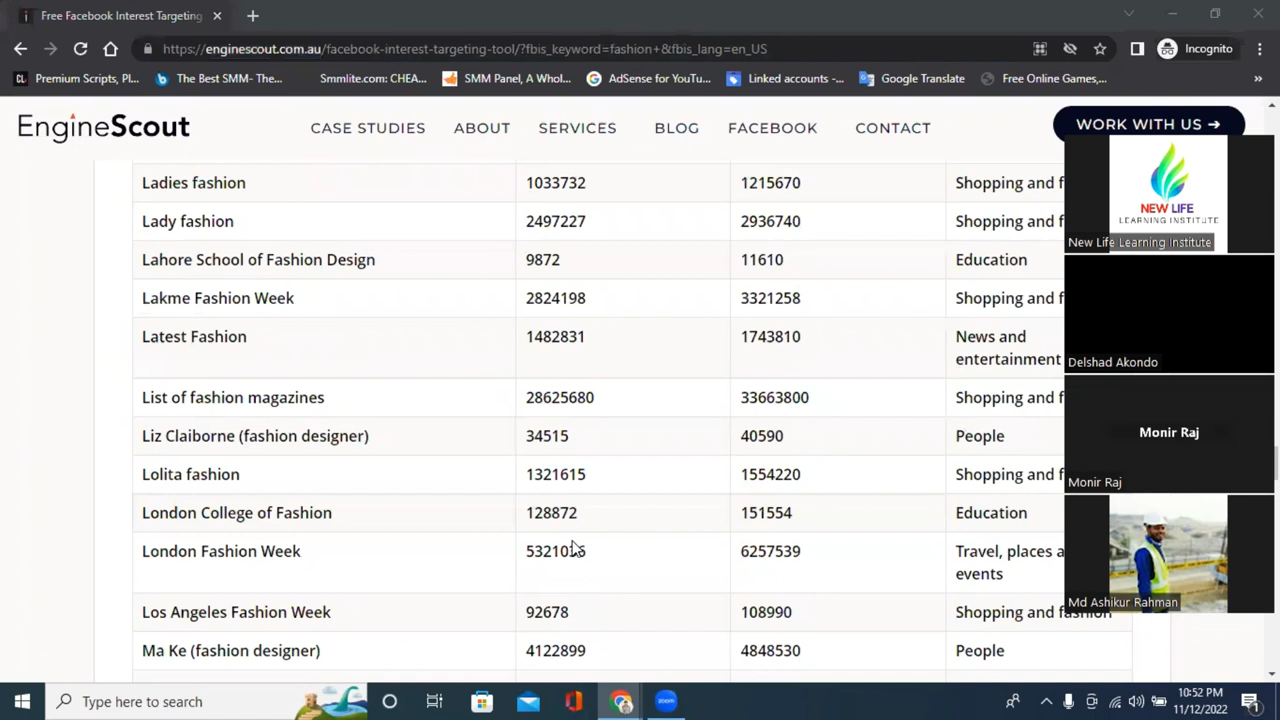 Free Facebook Interest Targeting
https://enginescout.com.au/facebook-interest-targeting-tool/?fbis_keyword=fashion+&fbis_lang=en_US
Incognito
Premium Scripts, Pl...
The Best SMM- The...
Smmlite.com: CHEA...
SMM Panel, A Whol...
AdSense for YouTu...
Linked accounts -...
Google Translate
Free Online Games,...
»
EngineScout
CASE STUDIES
ABOUT
SERVICES
BLOG
FACEBOOK
CONTACT
WORK WITH US ➔
Ladies fashion 1033732 1215670 Shopping and f
Lady fashion 2497227 2936740 Shopping and f
Lahore School of Fashion Design 9872 11610 Education
Lakme Fashion Week 2824198 3321258 Shopping and f
Latest Fashion 1482831 1743810 News and
entertainment
List of fashion magazines 28625680 33663800 Shopping and f
Liz Claiborne (fashion designer) 34515 40590 People
Lolita fashion 1321615 1554220 Shopping and f
London College of Fashion 128872 151554 Education
London Fashion Week 6257539 Travel, places a
events
Los Angeles Fashion Week 92678 108990 Shopping and fashion
Ma Ke (fashion designer) 4122899 4848530 People
NEW LIFE
LEARNING INSTITUTE
New Life Learning Institute
Delshad Akondo
Monir Raj
Monir Raj
Md Ashikur Rahman
Type here to search
zoom
10:52 PM
11/12/2022
1